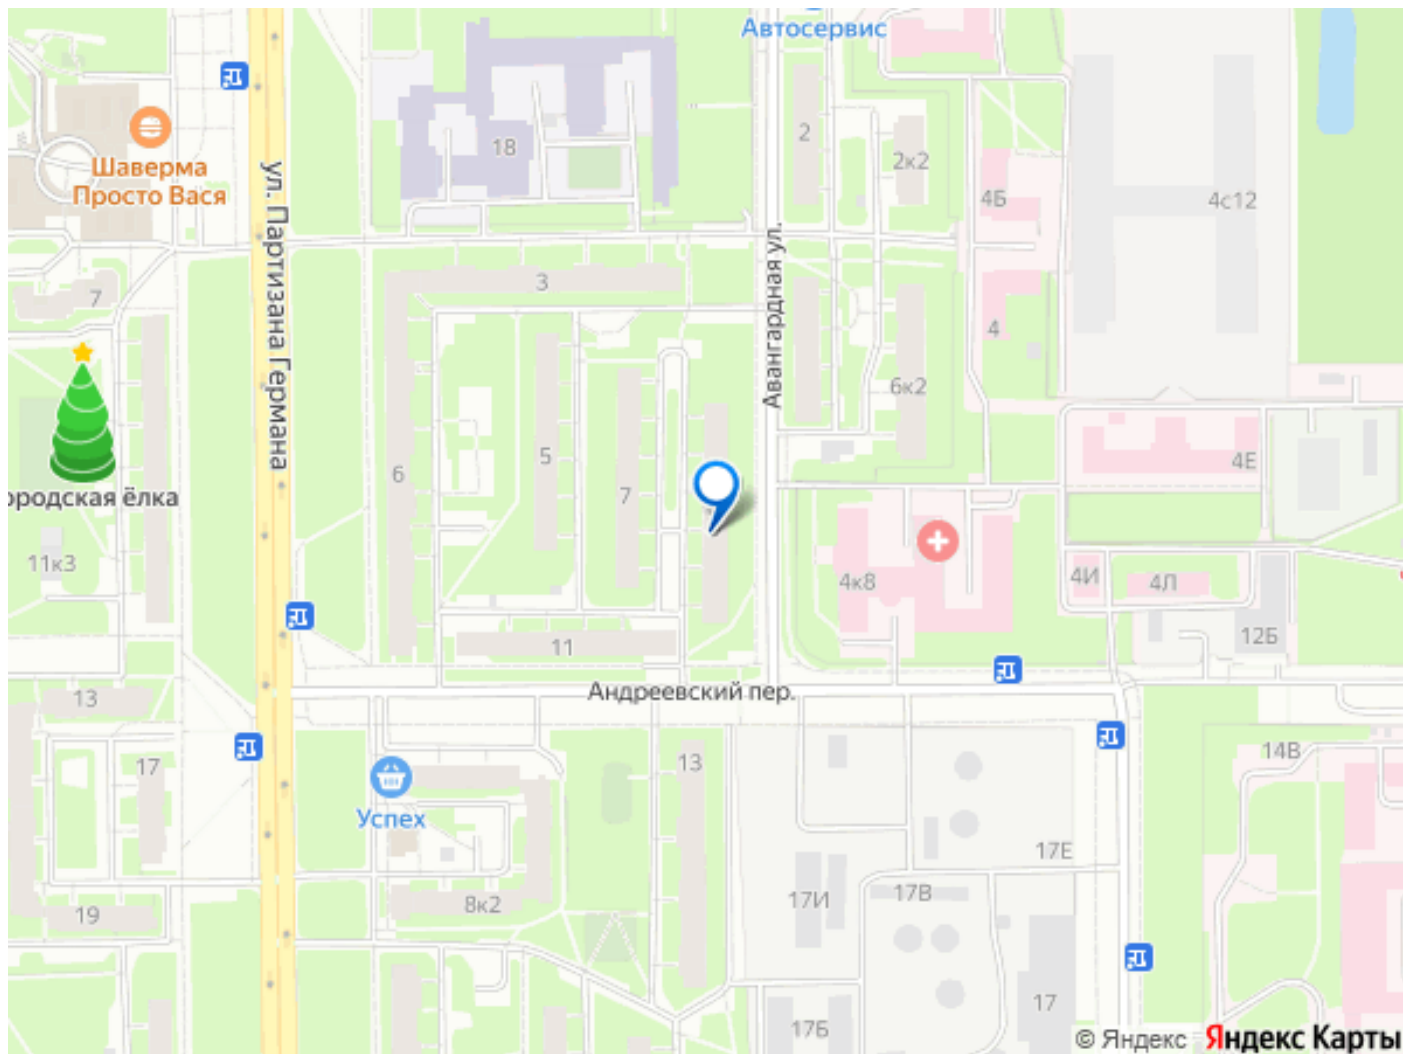 Автосервис
Шаверма
Просто Вася
18
2
2к2
4Б
4с12
ул. Партизана Германа
Авангардная ул.
7
3
4
6к2
5
6
7
4Е
ородская ёлка
11к3
4к8
4И
4Л
12Б
11
13
Андреевский пер.
17
13
14В
Успех
17Е
17И
17В
8к2
19
17
17Б
© Яндекс Яндекс Карты